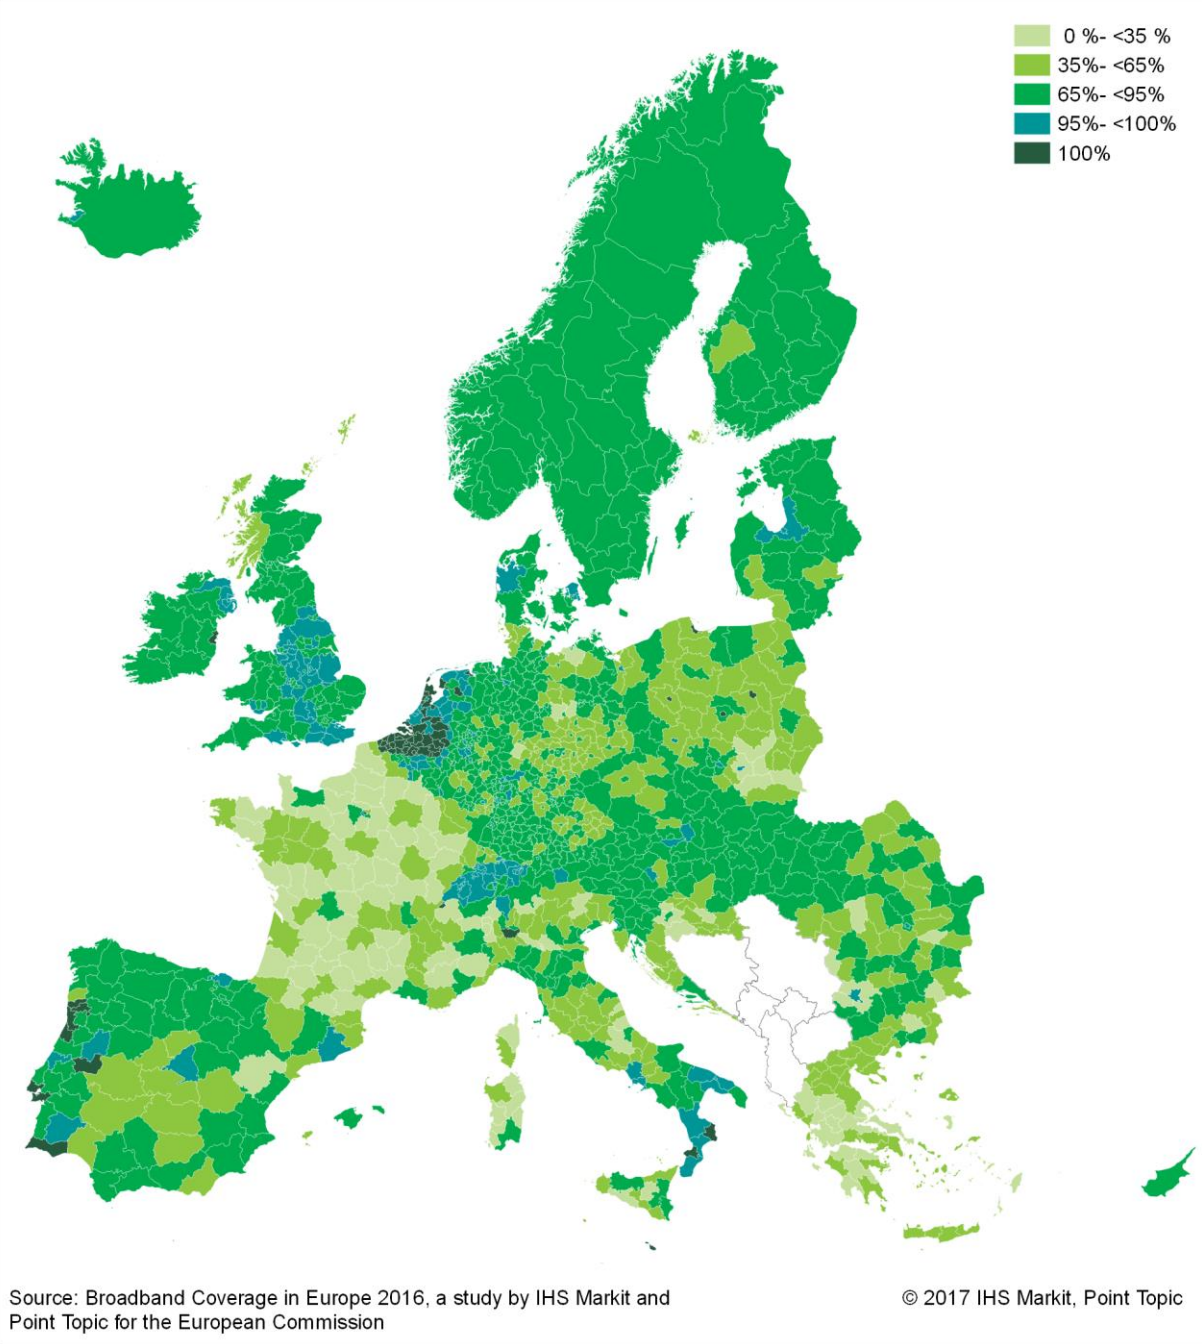 0 %- <35 %
35%- <65%
65%- <95%
95%- <100%
100%
Source: Broadband Coverage in Europe 2016, a study by IHS Markit and
Point Topic for the European Commission
© 2017 IHS Markit, Point Topic